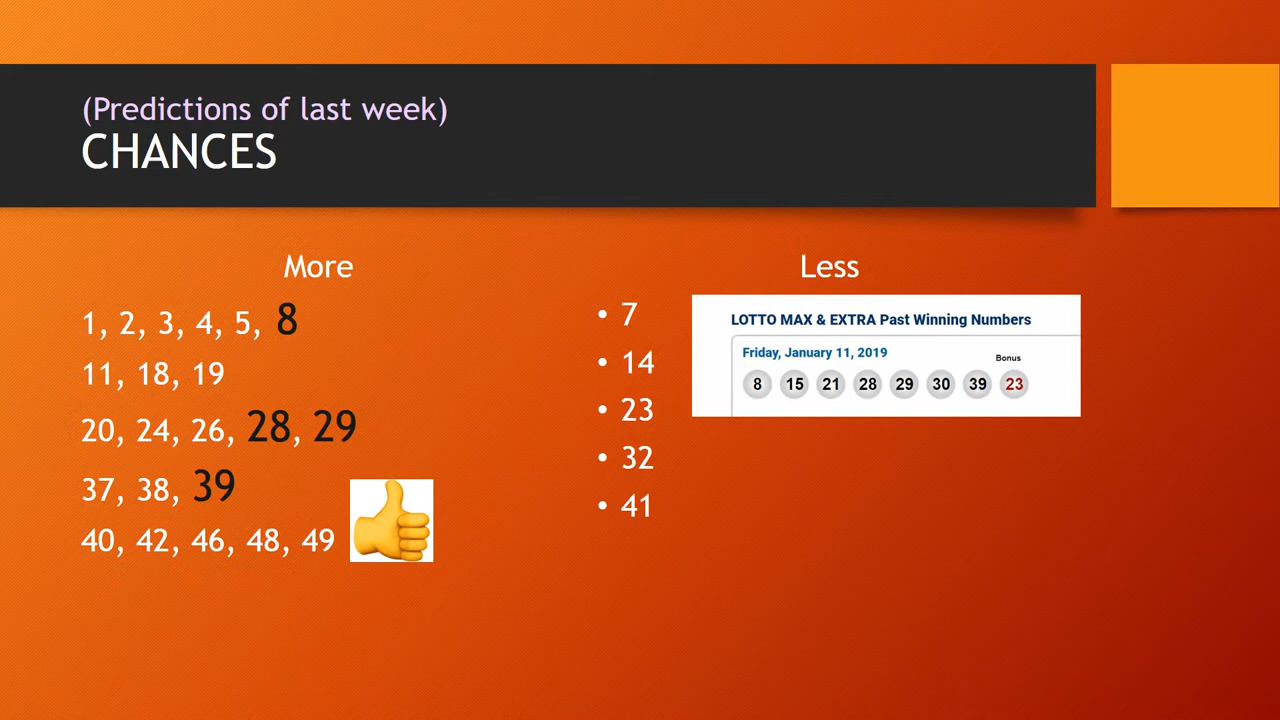 (Predictions of last week)
CHANCES
More
1, 2, 3, 4, 5, 8
11, 18, 19
20, 24, 26, 28, 29
37, 38, 39
40, 42, 46, 48, 49
Less
• 7
• 14
• 23
• 32
• 41
LOTTO MAX & EXTRA Past Winning Numbers
Friday, January 11, 2019
Bonus
8 15 21 28 29 30 39 23